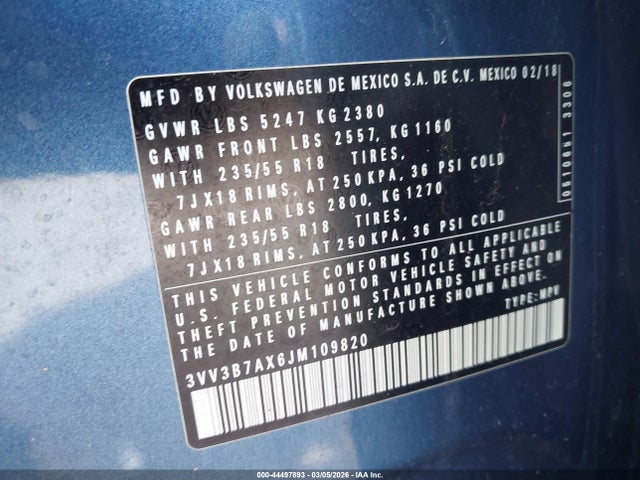 MFD BY VOLKSWAGEN DE MEXICO S.A. DE C.V. MEXICO 02/18
GVWR LBS 5247 KG 2380
GAWR FRONT LBS 2557, KG 1160
WITH 235/55 R18 TIRES,
7JX18 RIMS, AT 250KPA, 36 PSI COLD
GAWR REAR LBS 2800, KG 1270
WITH 235/55 R18 TIRES,
7JX18 RIMS, AT 250KPA, 36 PSI COLD
THIS VEHICLE CONFORMS TO ALL APPLICABLE
U.S. FEDERAL MOTOR VEHICLE SAFETY AND
THEFT PREVENTION STANDARDS IN EFFECT ON
THE DATE OF MANUFACTURE SHOWN ABOVE.
3VV3B7AX6JM109820 TYPE: MPV
0610661 3306
000-44497893 - 03/05/2026 - IAA Inc.